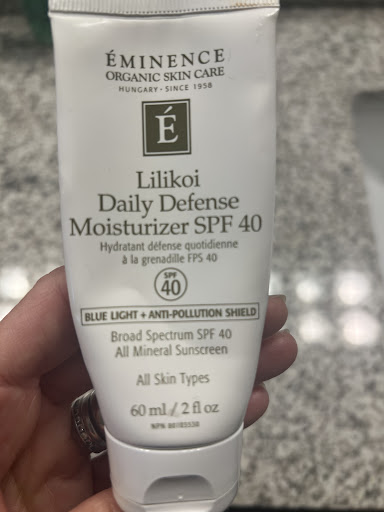 ÉMINENCE
ORGANIC SKIN CARE
HUNGARY · SINCE 1958
É
Lilikoi
Daily Defense
Moisturizer SPF 40
Hydratant défense quotidienne
à la grenadille FPS 40
SPF
40
BLUE LIGHT + ANTI-POLLUTION SHIELD
Broad Spectrum SPF 40
All Mineral Sunscreen
All Skin Types
60 ml / 2 fl oz
NPN